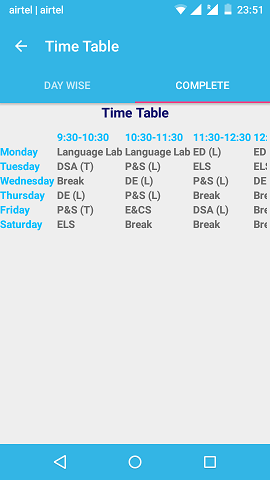 airtel | airtel 23:51
Time Table
DAY WISE COMPLETE
Time Table
9:30-10:30 10:30-11:30 11:30-12:30 12:
Monday Language Lab Language Lab ED (L) ED
Tuesday DSA (T) P&S (L) ELS ELS
Wednesday Break DE (L) P&S (L) DE
Thursday DE (L) P&S (L) Break Bre
Friday P&S (T) E&CS DSA (L) Bre
Saturday ELS Break Break Bre